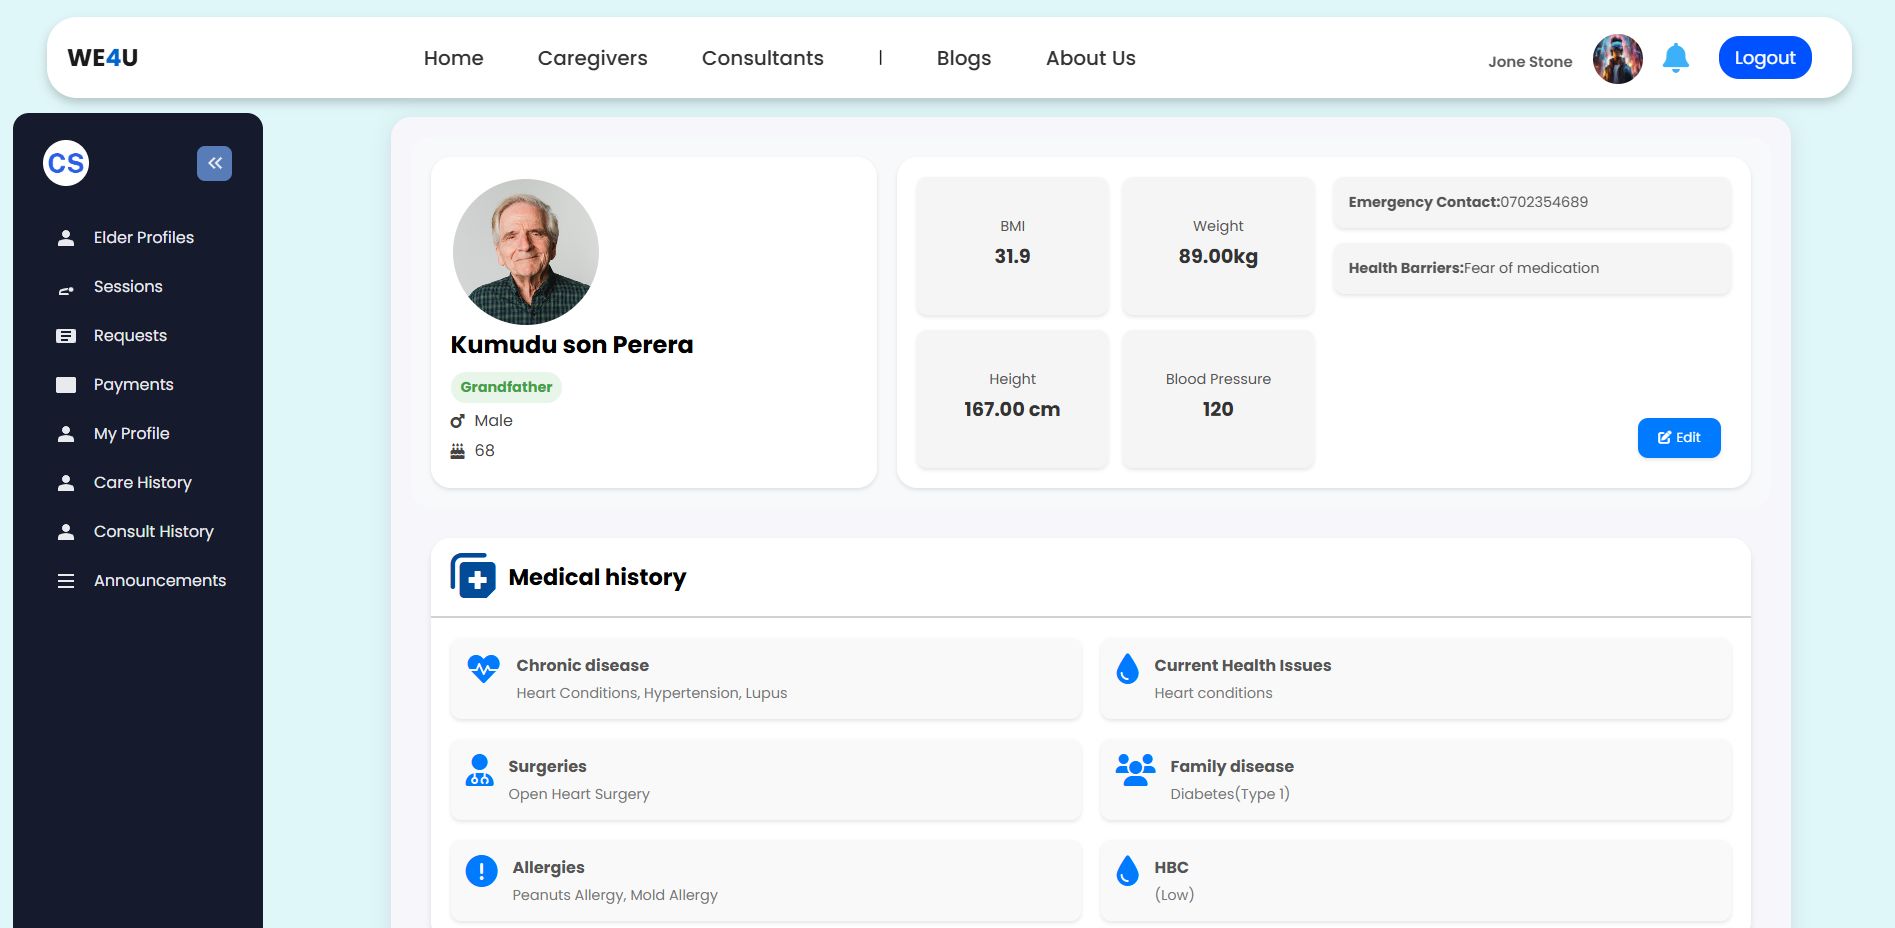 WE4U
Home
Caregivers
Consultants
|
Blogs
About Us
Jone Stone
Logout
CS
Elder Profiles
Sessions
Requests
Payments
My Profile
Care History
Consult History
Announcements
Kumudu son Perera
Grandfather
Male
68
BMI
31.9
Weight
89.00kg
Height
167.00 cm
Blood Pressure
120
Emergency Contact:0702354689
Health Barriers:Fear of medication
Edit
Medical history
Chronic disease
Heart Conditions, Hypertension, Lupus
Current Health Issues
Heart conditions
Surgeries
Open Heart Surgery
Family disease
Diabetes(Type 1)
Allergies
Peanuts Allergy, Mold Allergy
HBC
(Low)